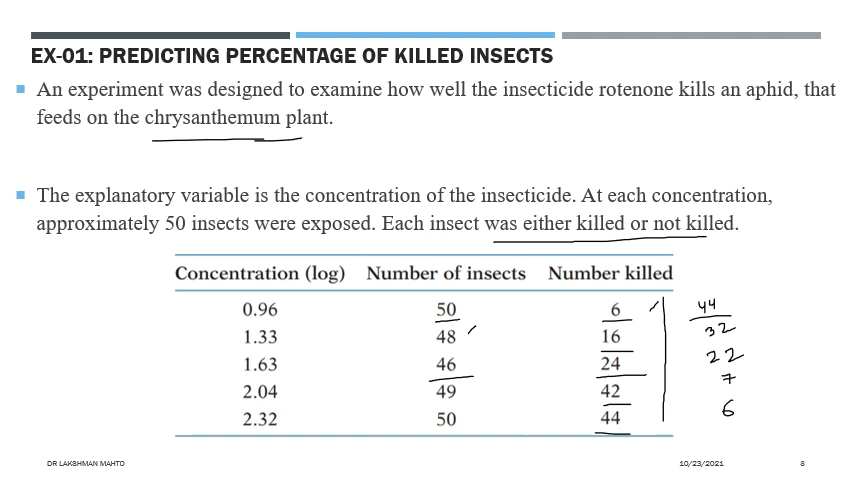 EX-01: PREDICTING PERCENTAGE OF KILLED INSECTS
An experiment was designed to examine how well the insecticide rotenone kills an aphid, that
feeds on the chrysanthemum plant.
The explanatory variable is the concentration of the insecticide. At each concentration,
approximately 50 insects were exposed. Each insect was either killed or not killed.
Concentration (log) Number of insects Number killed
0.96 50 6 44
1.33 48 16 32
1.63 46 24 22
2.04 49 42 7
2.32 50 44 6
DR LAKSHMAN MAHTO 10/23/2021 8